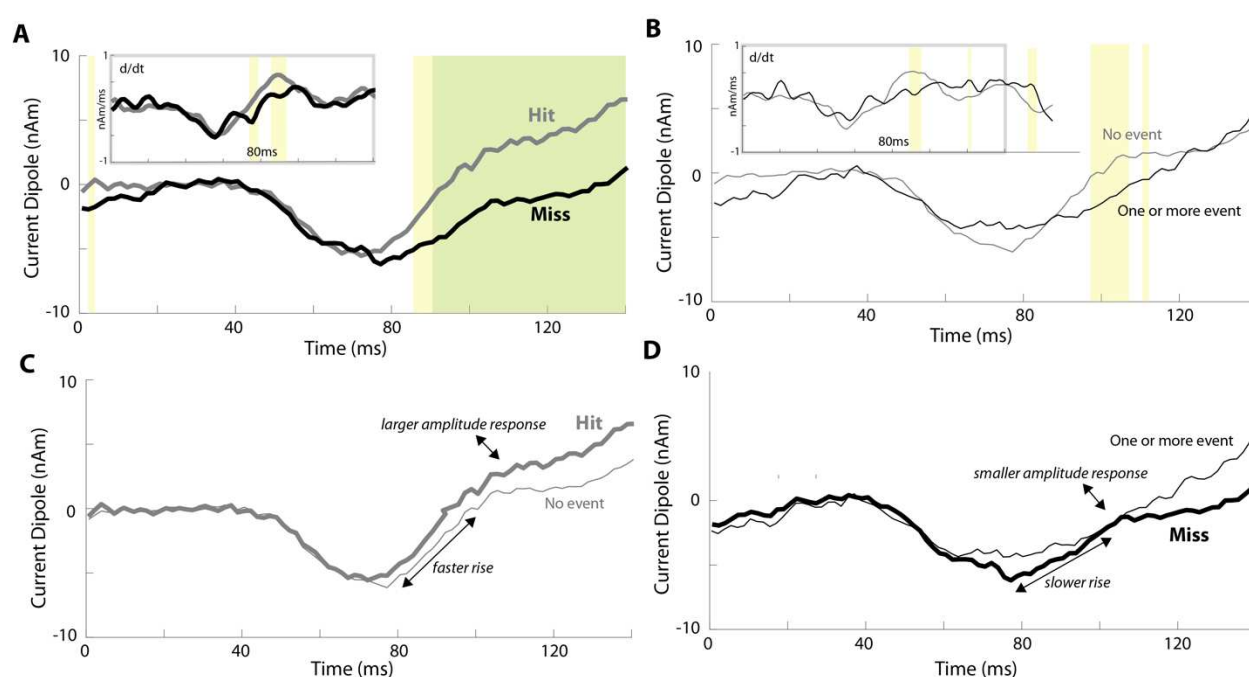 A
10
0
-10
Current Dipole (nAm)
1
d/dt
nAm/ms
-1
80ms
Hit
Miss
0
40
80
120
Time (ms)
B
10
0
-10
Current Dipole (nAm)
1
d/dt
nAm/ms
-1
80ms
No event
One or more event
0
40
80
120
Time (ms)
C
10
0
-10
Current Dipole (nAm)
larger amplitude response
Hit
No event
faster rise
0
40
80
120
Time (ms)
D
10
0
-10
Current Dipole (nAm)
One or more event
smaller amplitude response
Miss
slower rise
0
40
80
120
Time (ms)